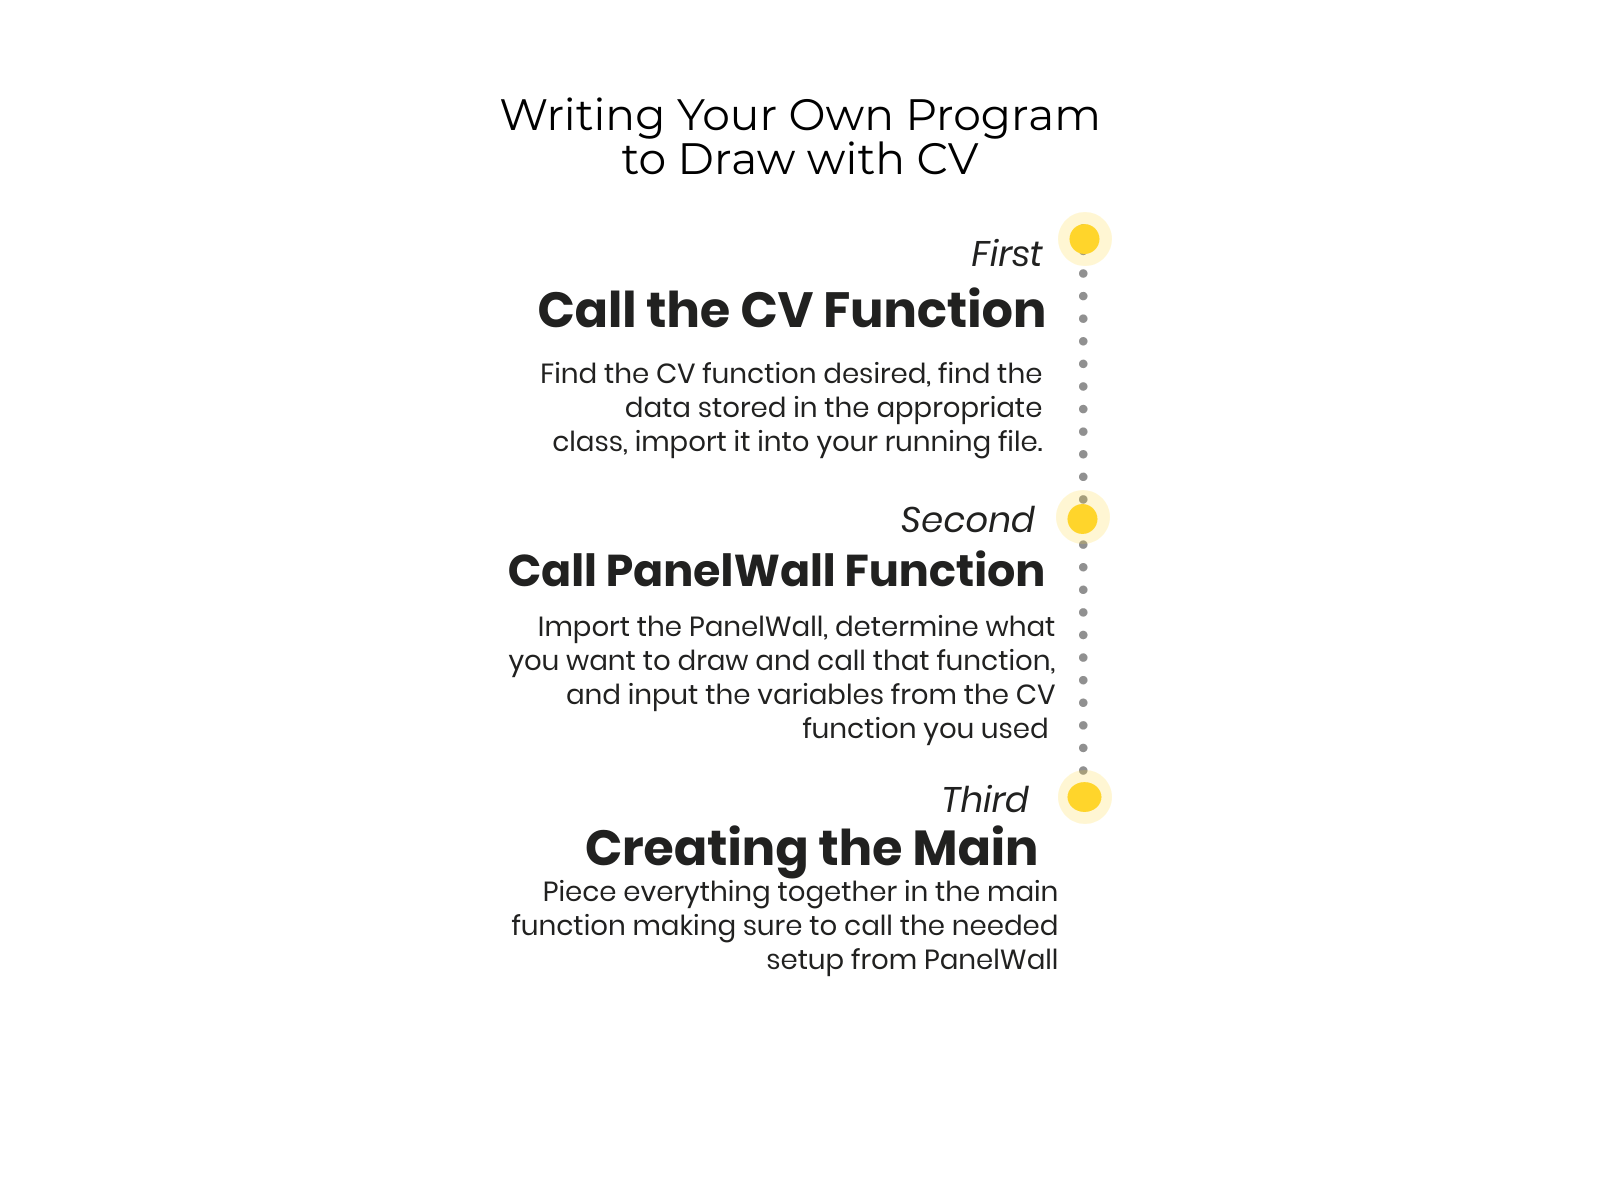 Writing Your Own Program
to Draw with CV
First
Call the CV Function
Find the CV function desired, find the
data stored in the appropriate
class, import it into your running file.
Second
Call PanelWall Function
Import the PanelWall, determine what
you want to draw and call that function,
and input the variables from the CV
function you used
Third
Creating the Main
Piece everything together in the main
function making sure to call the needed
setup from PanelWall